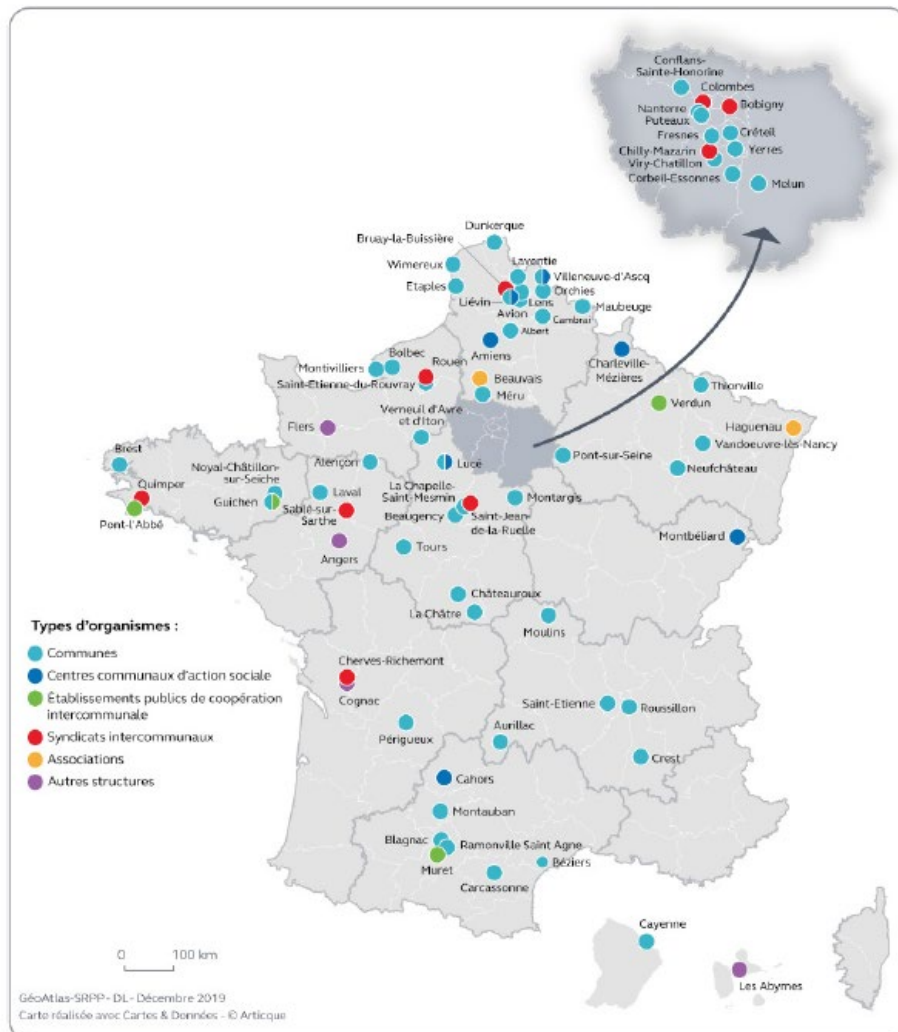 Conflans-
Sainte-Honorine
Colombes
Bobigny
Nanterre
Puteaux
Créteil
Fresnes
Yerres
Chilly-Mazarin
Viry-Chatillon
Corbeil-Essonnes
Melun
Dunkerque
Bruay-la-Buissière
Laventie
Wimereux
Villeneuve-d'Ascq
Etaples
Orchies
Liévin
Lens
Maubeuge
Avion
Cambrai
Albert
Amiens
Charleville-
Mézières
Bolbec
Rouen
Montivilliers
Beauvais
Saint-Etienne-du-Rouvray
Méru
Thionville
Verdun
Verneuil d'Avre
et d'Iton
Flers
Haguenau
Vandoeuvre-lès-Nancy
Brest
Noyal-Châtillon-
sur-Seiche
Alençon
Lucé
Pont-sur-Seine
Neufchâteau
Quimper
Laval
La Chapelle-
Saint-Mesmin
Montargis
Guichen
Sablé-sur-
Sarthe
Beaugency
Saint-Jean-
de-la-Ruelle
Pont-l'Abbé
Angers
Montbéliard
Tours
Châteauroux
La Châtre
Moulins
Types d'organismes :
Communes
Centres communaux d'action sociale
Établissements publics de coopération
intercommunale
Syndicats intercommunaux
Associations
Autres structures
Cherves-Richemont
Cognac
Saint-Etienne
Roussillon
Périgueux
Aurillac
Crest
Cahors
Montauban
Blagnac
Ramonville Saint Agne
Muret
Béziers
Carcassonne
Cayenne
Les Abymes
0 100 km
GéoAtlas-SRPP- DL- Décembre 2019
Carte réalisée avec Cartes & Données - © Articque